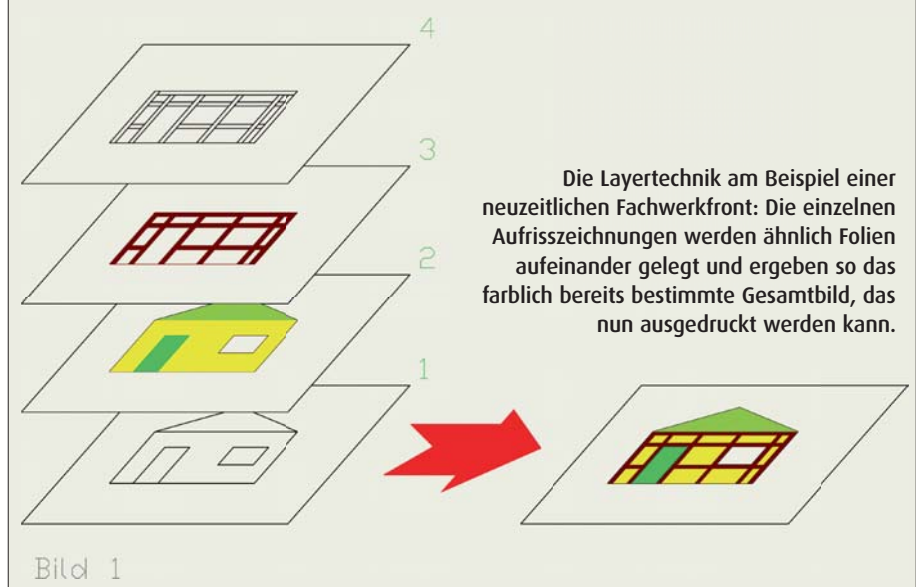 4
3
Die Layertechnik am Beispiel einer
neuzeitlichen Fachwerkfront: Die einzelnen
Aufrisszeichnungen werden ähnlich Folien
aufeinander gelegt und ergeben so das
farblich bereits bestimmte Gesamtbild, das
nun ausgedruckt werden kann.
2
1
Bild 1